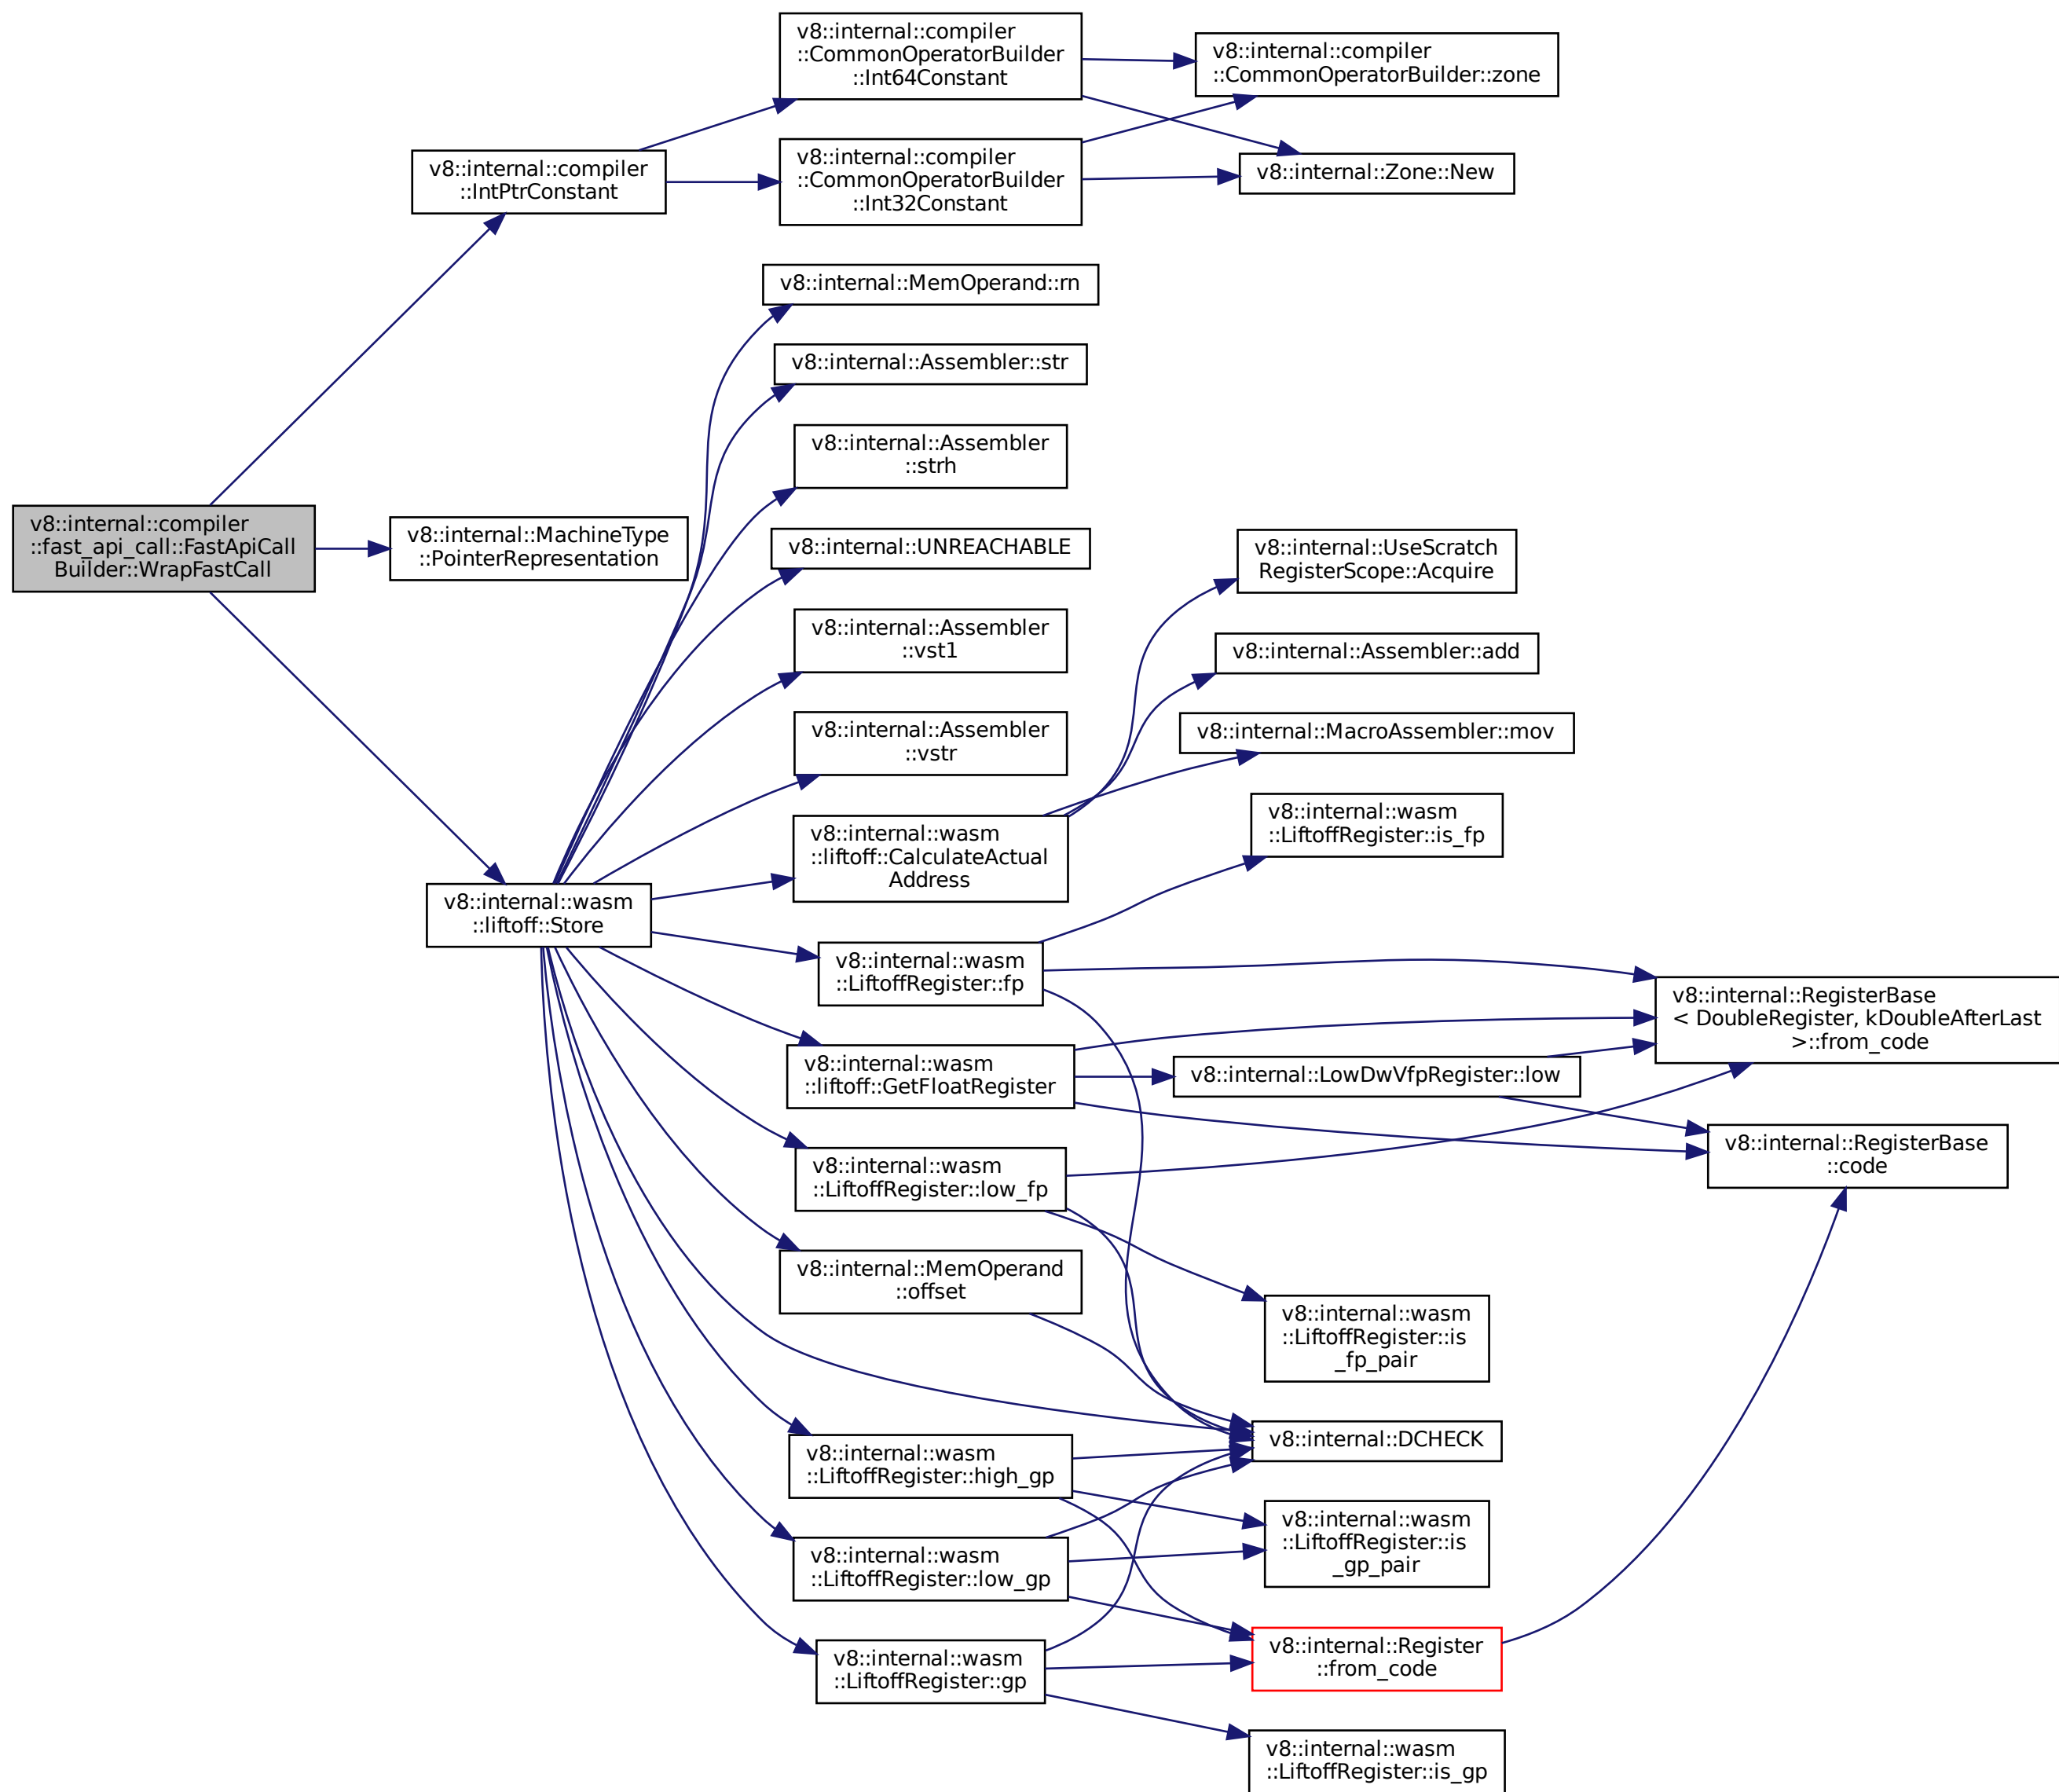 v8::internal::compiler
::fast_api_call::FastApiCall
Builder::WrapFastCall
v8::internal::compiler
::IntPtrConstant
v8::internal::MachineType
::PointerRepresentation
v8::internal::wasm
::liftoff::Store
v8::internal::compiler
::CommonOperatorBuilder
::Int64Constant
v8::internal::compiler
::CommonOperatorBuilder
::Int32Constant
v8::internal::compiler
::CommonOperatorBuilder::zone
v8::internal::Zone::New
v8::internal::MemOperand::rn
v8::internal::Assembler::str
v8::internal::Assembler
::strh
v8::internal::UNREACHABLE
v8::internal::Assembler
::vst1
v8::internal::Assembler
::vstr
v8::internal::wasm
::liftoff::CalculateActual
Address
v8::internal::wasm
::LiftoffRegister::fp
v8::internal::wasm
::liftoff::GetFloatRegister
v8::internal::wasm
::LiftoffRegister::low_fp
v8::internal::MemOperand
::offset
v8::internal::wasm
::LiftoffRegister::high_gp
v8::internal::wasm
::LiftoffRegister::low_gp
v8::internal::wasm
::LiftoffRegister::gp
v8::internal::UseScratch
RegisterScope::Acquire
v8::internal::Assembler::add
v8::internal::MacroAssembler::mov
v8::internal::wasm
::LiftoffRegister::is_fp
v8::internal::LowDwVfpRegister::low
v8::internal::wasm
::LiftoffRegister::is
_fp_pair
v8::internal::DCHECK
v8::internal::wasm
::LiftoffRegister::is
_gp_pair
v8::internal::Register
::from_code
v8::internal::wasm
::LiftoffRegister::is_gp
v8::internal::RegisterBase
< DoubleRegister, kDoubleAfterLast
>::from_code
v8::internal::RegisterBase
::code